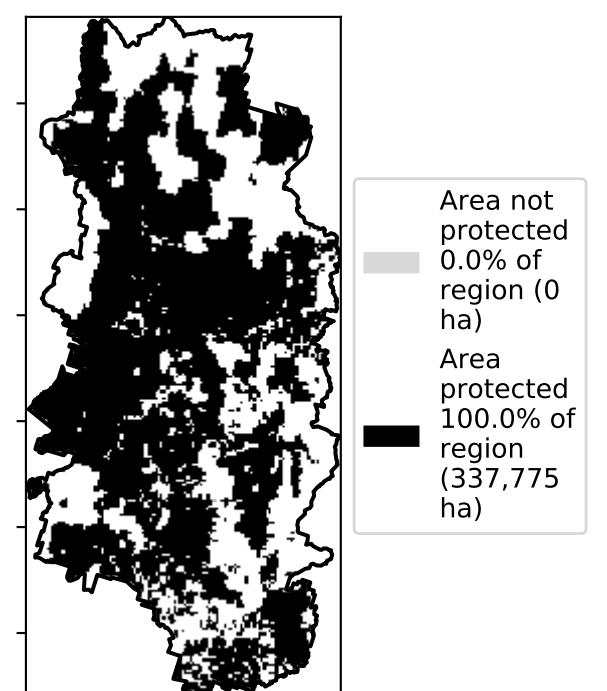 Area not
protected
0.0% of
region (0
ha)
Area
protected
100.0% of
region
(337,775
ha)